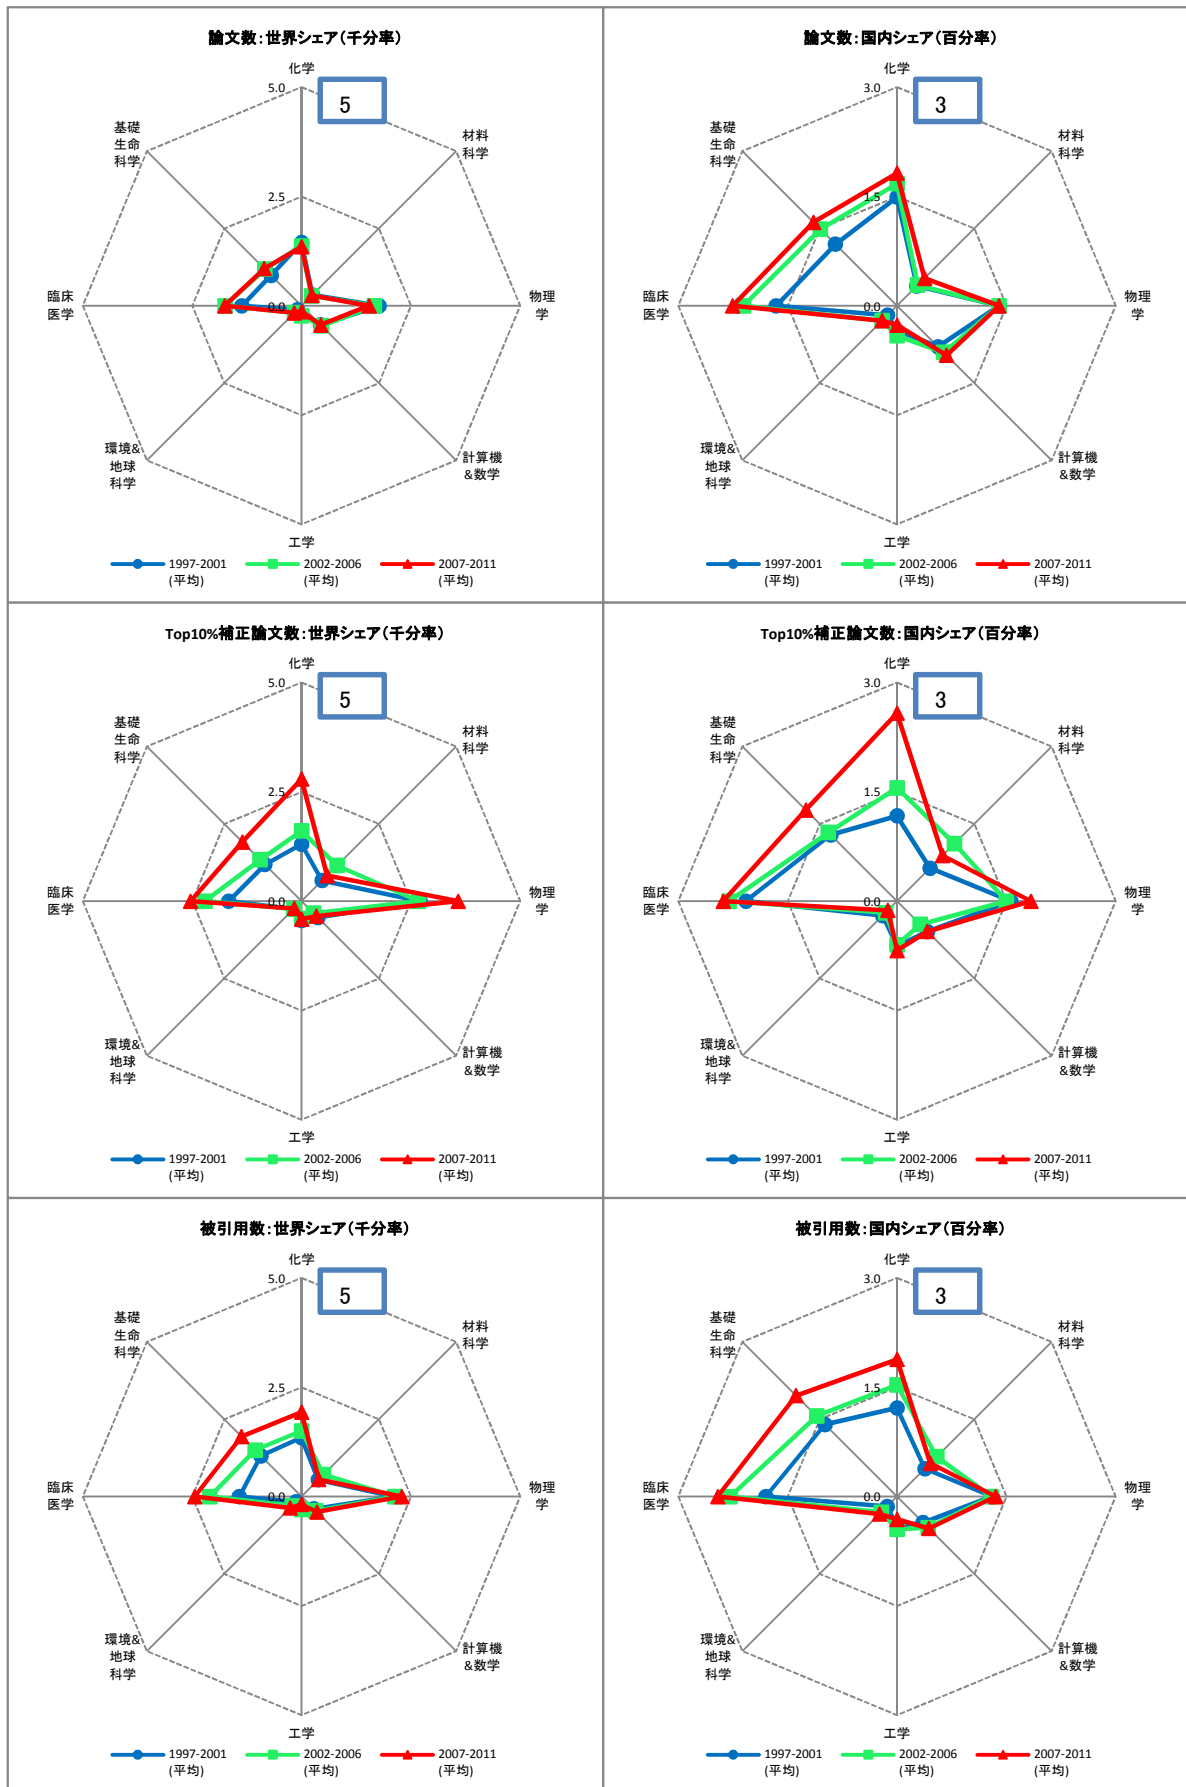 論文数：世界シェア（千分率）
化学
5.0
5
材料
科学
基礎
生命
科学
2.5
臨床
医学
0.0
物理
学
環境&
地球
科学
計算機
&数学
工学
1997-2001
(平均)
2002-2006
(平均)
2007-2011
(平均)
論文数：国内シェア（百分率）
化学
3.0
3
材料
科学
基礎
生命
科学
1.5
臨床
医学
0.0
物理
学
環境&
地球
科学
計算機
&数学
工学
1997-2001
(平均)
2002-2006
(平均)
2007-2011
(平均)
Top10%補正論文数：世界シェア（千分率）
化学
5.0
5
材料
科学
基礎
生命
科学
2.5
臨床
医学
0.0
物理
学
環境&
地球
科学
計算機
&数学
工学
1997-2001
(平均)
2002-2006
(平均)
2007-2011
(平均)
Top10%補正論文数：国内シェア（百分率）
化学
3.0
3
材料
科学
基礎
生命
科学
1.5
臨床
医学
0.0
物理
学
環境&
地球
科学
計算機
&数学
工学
1997-2001
(平均)
2002-2006
(平均)
2007-2011
(平均)
被引用数：世界シェア（千分率）
化学
5.0
5
材料
科学
基礎
生命
科学
2.5
臨床
医学
0.0
物理
学
環境&
地球
科学
計算機
&数学
工学
1997-2001
(平均)
2002-2006
(平均)
2007-2011
(平均)
被引用数：国内シェア（百分率）
化学
3.0
3
材料
科学
基礎
生命
科学
1.5
臨床
医学
0.0
物理
学
環境&
地球
科学
計算機
&数学
工学
1997-2001
(平均)
2002-2006
(平均)
2007-2011
(平均)